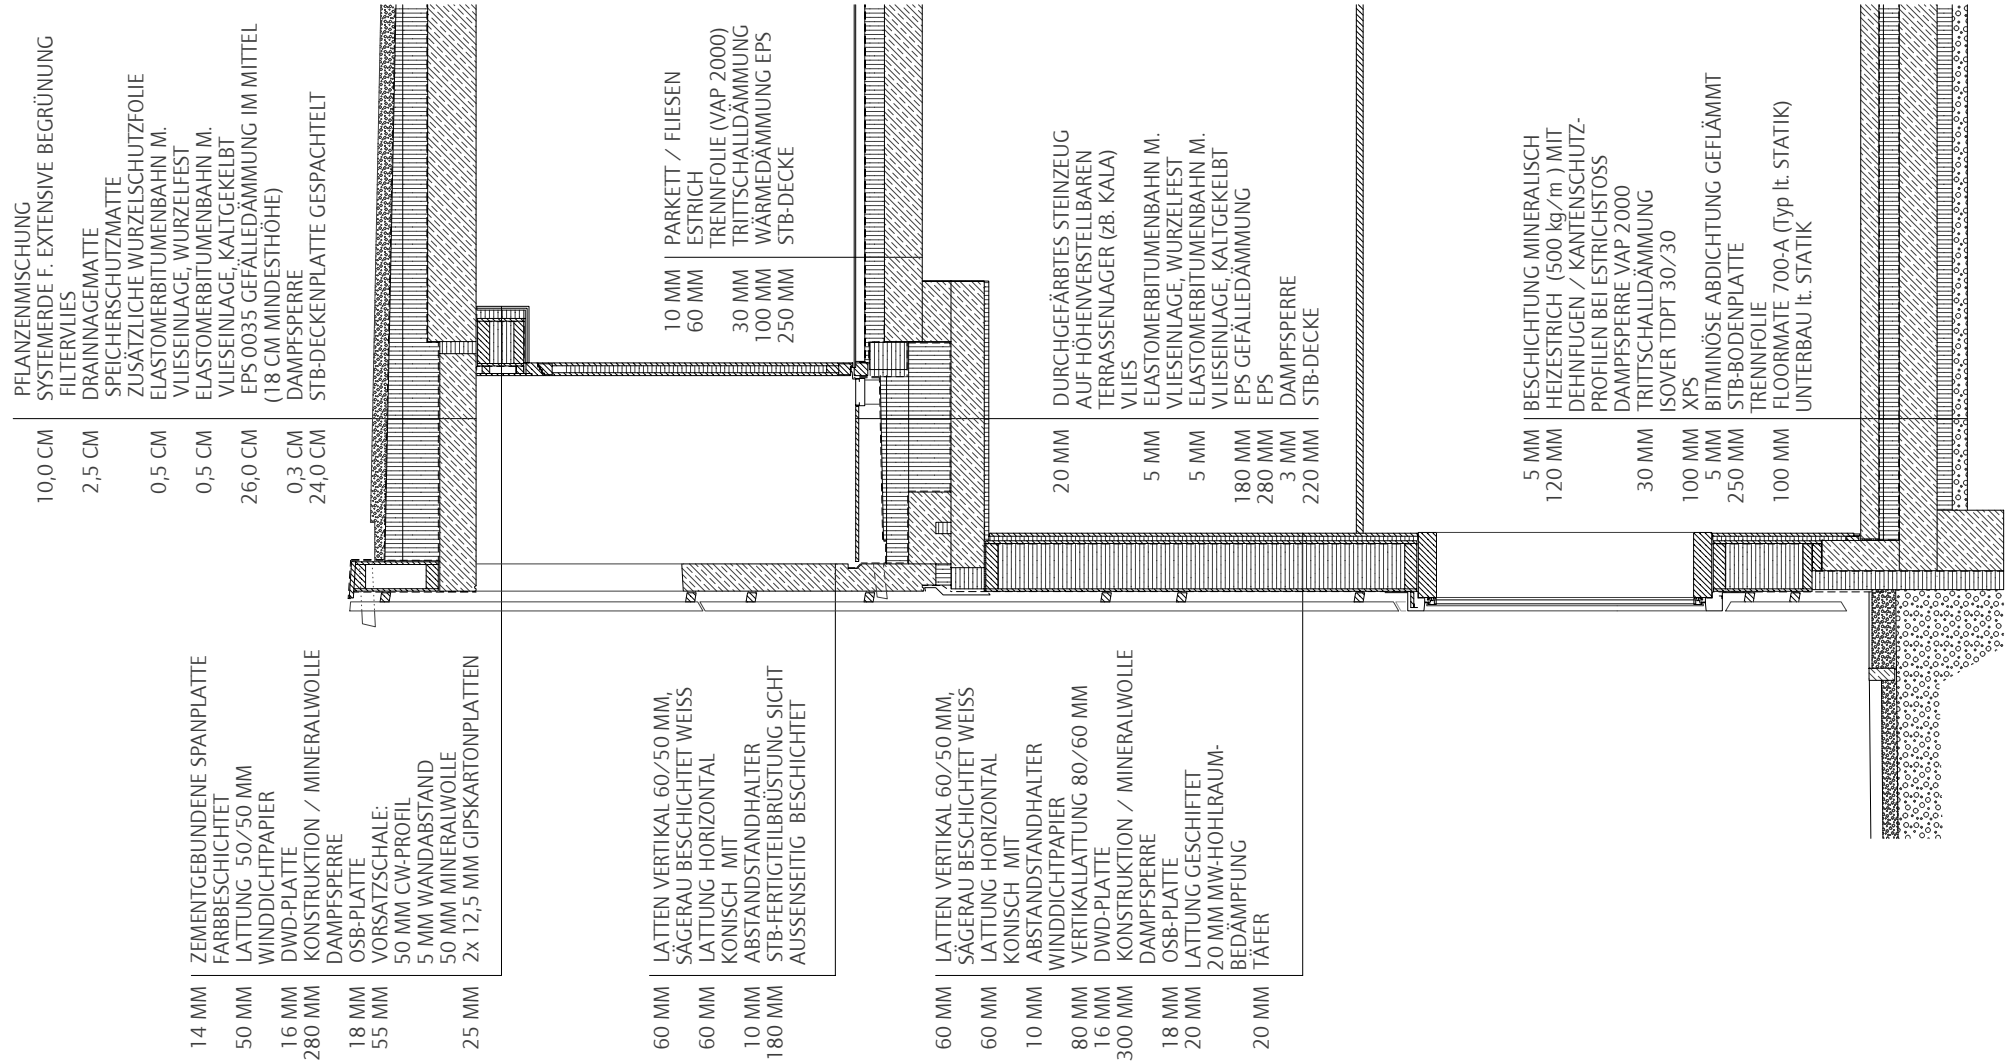 14 MM ZEMENTGEBUNDENE SPANPLATTE
FARBBESCHICHTET
50 MM LATTUNG 50/50 MM
WINDDICHTPAPIER
16 MM DWD-PLATTE
280 MM KONSTRUKTION / MINERALWOLLE
DAMPFSPERRE
18 MM OSB-PLATTE
55 MM VORSATZSCHALE:
50 MM CW-PROFIL
5 MM WANDABSTAND
50 MM MINERALWOLLE
25 MM 2x 12,5 MM GIPSKARTONPLATTEN
PFLANZENMISCHUNG
10,0 CM SYSTEMERDE F. EXTENSIVE BEGRÜNUNG
FILTERVLIES
2,5 CM DRAINNAGEMATTE
SPEICHERSCHUTZMATTE
ZUSÄTZLICHE WURZELSCHUTZFOLIE
0,5 CM ELASTOMERBITUMENBAHN M.
VLIESEINLAGE, WURZELFEST
0,5 CM ELASTOMERBITUMENBAHN M.
VLIESEINLAGE, KALTGEKELBT
26,0 CM EPS 0035 GEFÄLLEDÄMMUNG IM MITTEL
(18 CM MINDESTHÖHE)
0,3 CM DAMPFSPERRE
24,0 CM STB-DECKENPLATTE GESPACHTELT
60 MM LATTEN VERTIKAL 60/50 MM,
SÄGERAU BESCHICHTET WEISS
60 MM LATTUNG HORIZONTAL
KONISCH MIT
10 MM ABSTANDSTANDHALTER
180 MM STB-FERTIGTEILBRÜSTUNG SICHT
AUSSENSEITIG BESCHICHTET
10 MM PARKETT / FLIESEN
60 MM ESTRICH
TRENNFOLIE (VAP 2000)
30 MM TRITTSCHALLDÄMMUNG
100 MM WÄRMEDÄMMUNG EPS
250 MM STB-DECKE
60 MM LATTEN VERTIKAL 60/50 MM,
SÄGERAU BESCHICHTET WEISS
60 MM LATTUNG HORIZONTAL
KONISCH MIT
10 MM ABSTANDSTANDHALTER
WINDDICHTPAPIER
80 MM VERTIKALLATTUNG 80/60 MM
16 MM DWD-PLATTE
300 MM KONSTRUKTION / MINERALWOLLE
DAMPFSPERRE
18 MM OSB-PLATTE
20 MM LATTUNG GESCHIFTET
20 MM MW-HOHLRAUM-
BEDÄMPFUNG
20 MM TÄFER
20 MM DURCHGEFÄRBTES STEINZEUG
AUF HÖHENVERSTELLBAREN
TERRASSENLAGER (zB. KALA)
VLIES
5 MM ELASTOMERBITUMENBAHN M.
VLIESEINLAGE, WURZELFEST
5 MM ELASTOMERBITUMENBAHN M.
VLIESEINLAGE, KALTGEKELBT
180 MM EPS GEFÄLLEDÄMMUNG
280 MM EPS
3 MM DAMPFSPERRE
220 MM STB-DECKE
5 MM BESCHICHTUNG MINERALISCH
120 MM HEIZESTRICH (500 kg/m ) MIT
DEHNFUGEN / KANTENSCHUTZ-
PROFILEN BEI ESTRICHSTOSS
DAMPFSPERRE VAP 2000
30 MM TRITTSCHALLDÄMMUNG
ISOVER TDPT 30/30
100 MM XPS
5 MM BITMINÖSE ABDICHTUNG GEFLÄMMT
250 MM STB-BODENPLATTE
TRENNFOLIE
100 MM FLOORMATE 700-A (Typ lt. STATIK)
UNTERBAU lt. STATIK